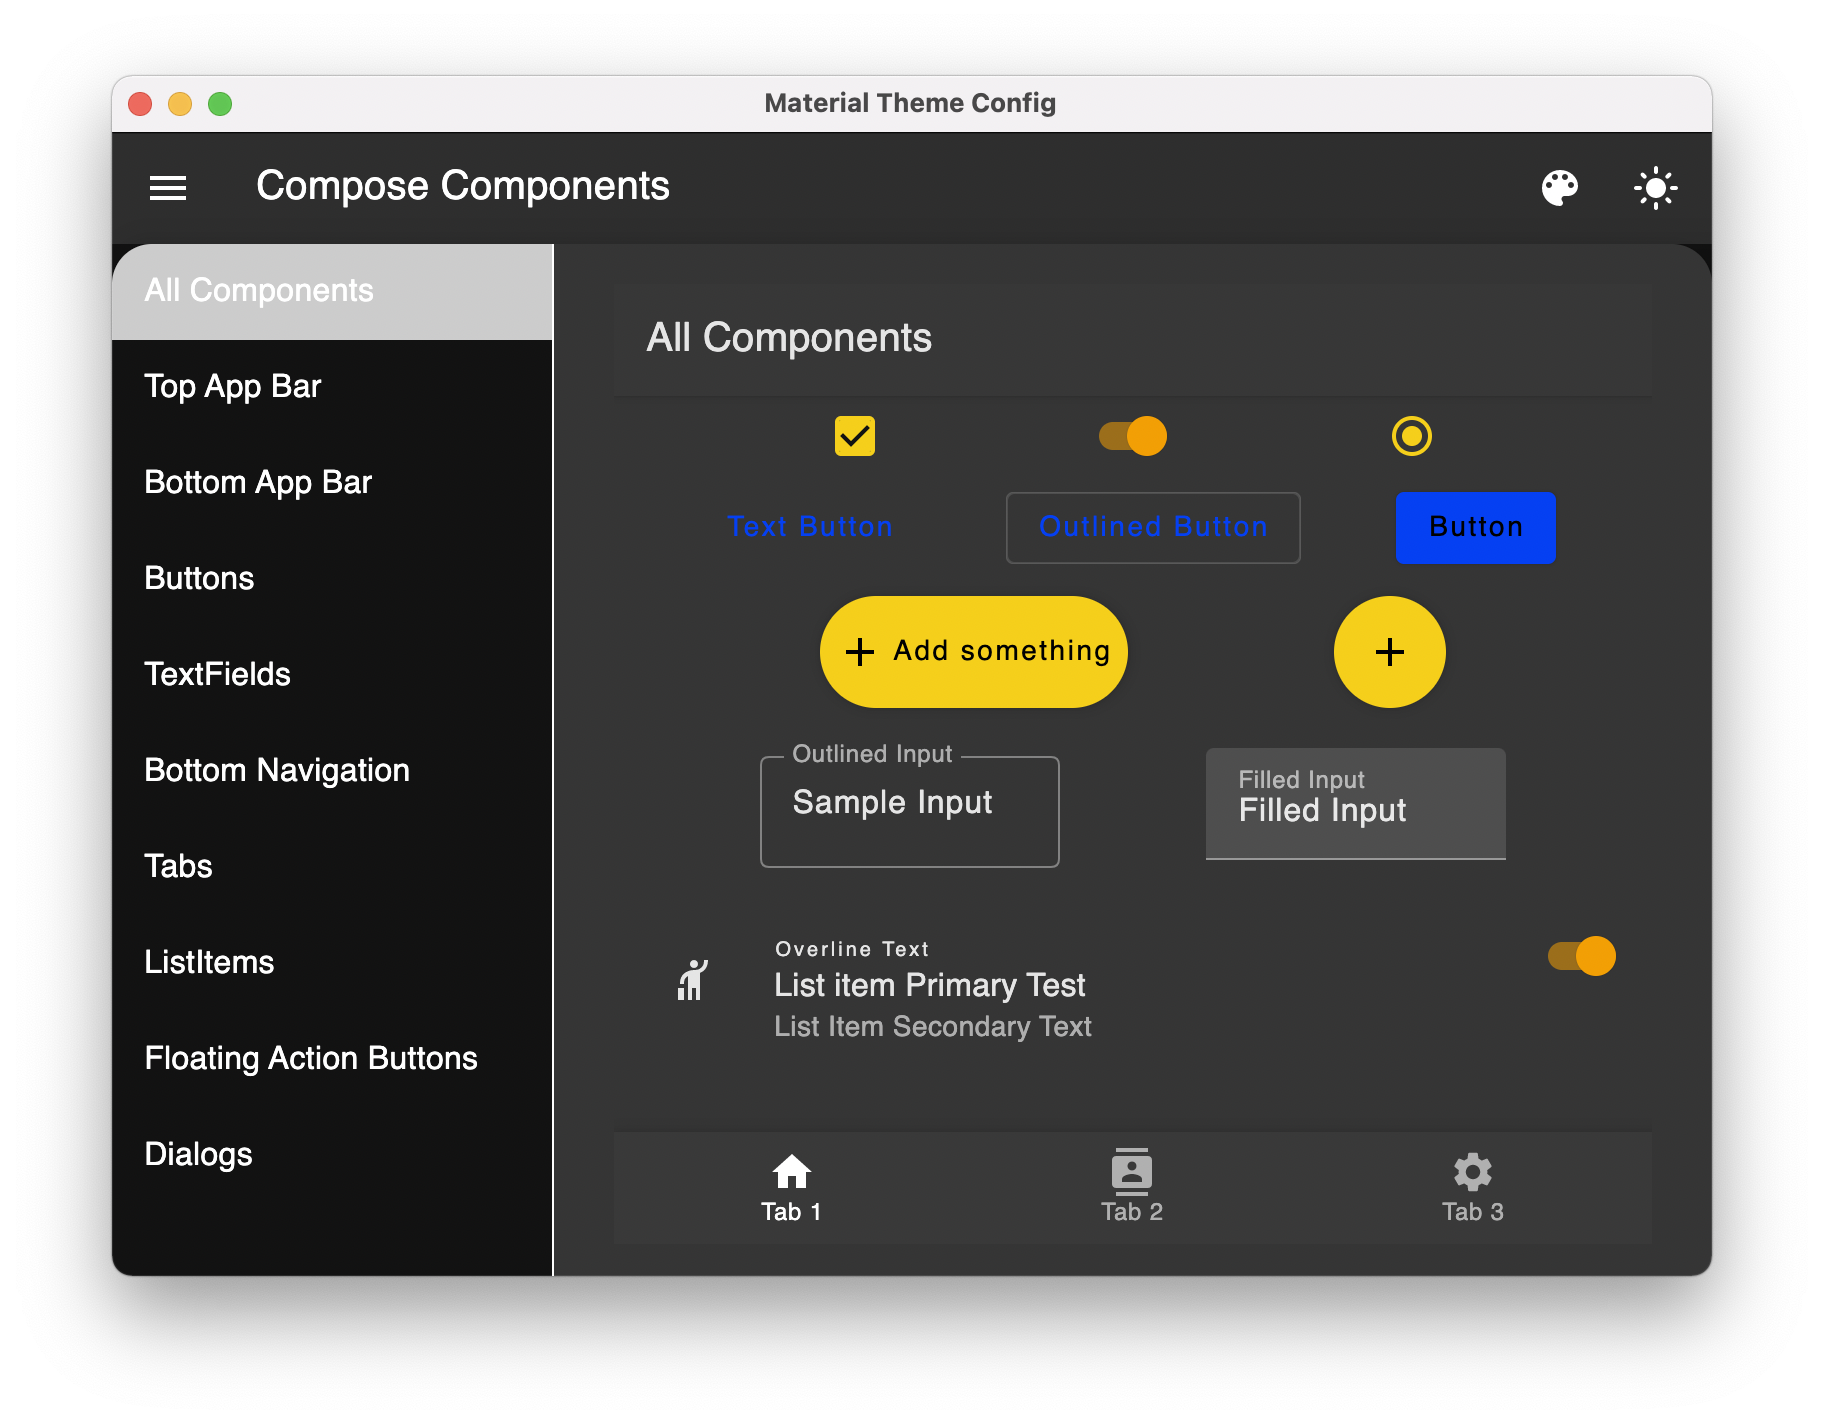 Material Theme Config
Compose Components
All Components
Top App Bar
Bottom App Bar
Buttons
TextFields
Bottom Navigation
Tabs
ListItems
Floating Action Buttons
Dialogs
All Components
Text Button
Outlined Button
Button
Add something
Outlined Input
Sample Input
Filled Input
Filled Input
Overline Text
List item Primary Test
List Item Secondary Text
Tab 1
Tab 2
Tab 3